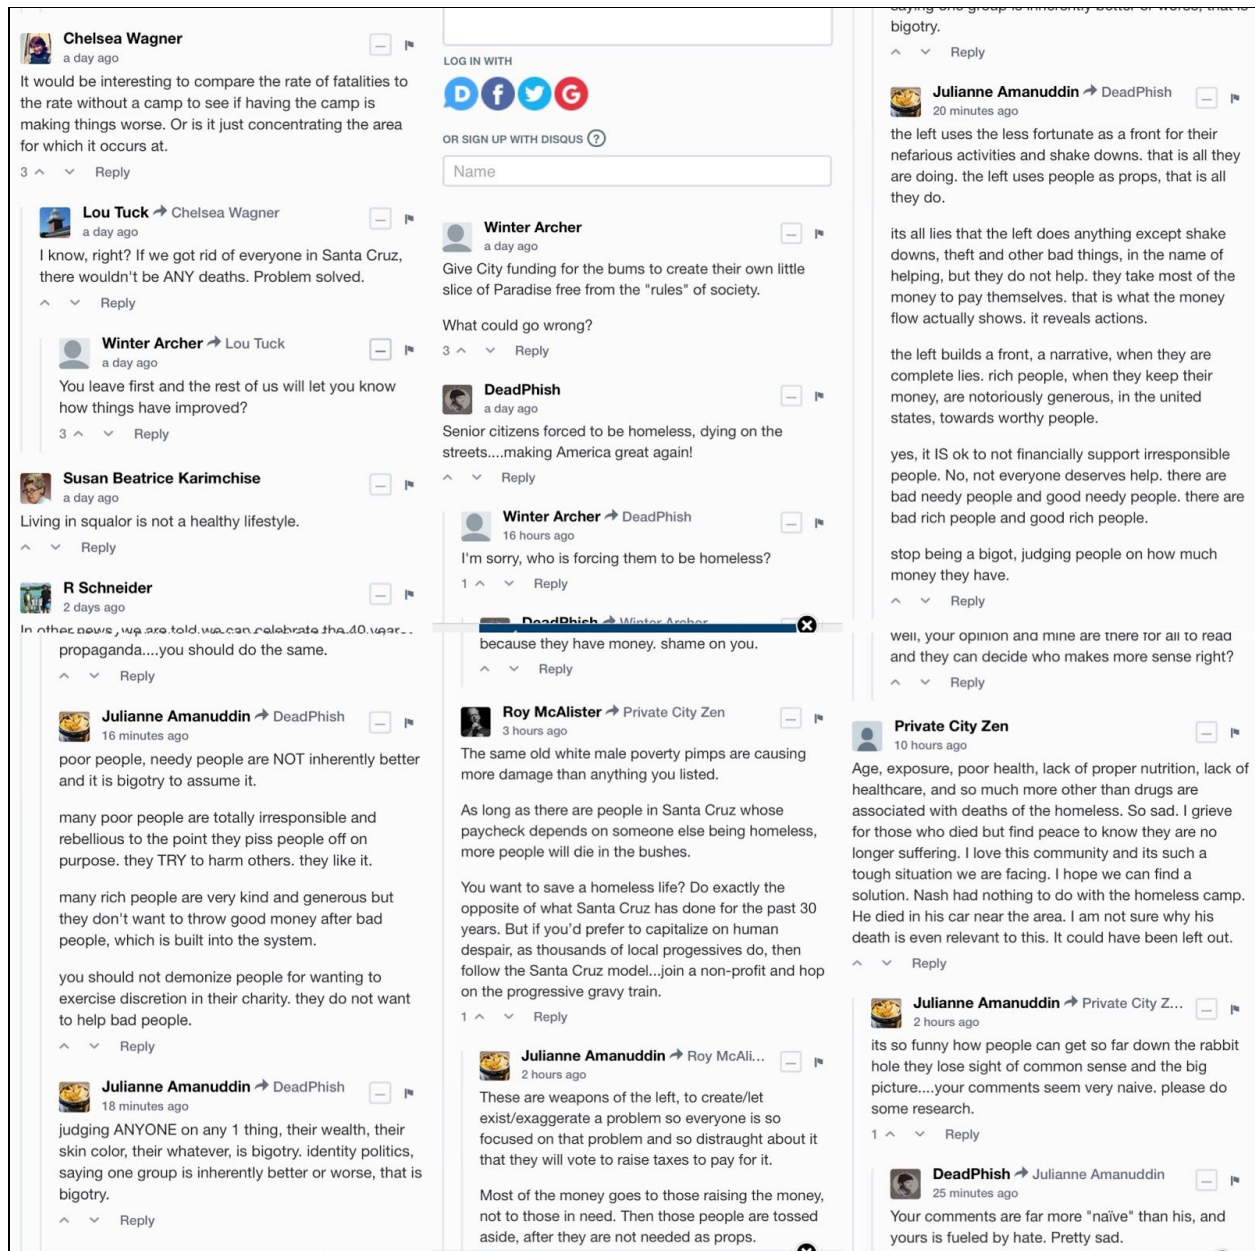 Chelsea Wagner
a day ago
It would be interesting to compare the rate of fatalities to
the rate without a camp to see if having the camp is
making things worse. Or is it just concentrating the area
for which it occurs at.
3 Reply
Lou Tuck Chelsea Wagner
a day ago
I know, right? If we got rid of everyone in Santa Cruz,
there wouldn't be ANY deaths. Problem solved.
Reply
Winter Archer Lou Tuck
a day ago
You leave first and the rest of us will let you know
how things have improved?
3 Reply
Susan Beatrice Karimchise
a day ago
Living in squalor is not a healthy lifestyle.
Reply
R Schneider
2 days ago
In other news, we are told we can celebrate the 40 year
propaganda....you should do the same.
Reply
Julianne Amanuddin DeadPhish
16 minutes ago
poor people, needy people are NOT inherently better
and it is bigotry to assume it.
many poor people are totally irresponsible and
rebellious to the point they piss people off on
purpose. they TRY to harm others. they like it.
many rich people are very kind and generous but
they don't want to throw good money after bad
people, which is built into the system.
you should not demonize people for wanting to
exercise discretion in their charity. they do not want
to help bad people.
Reply
Julianne Amanuddin DeadPhish
18 minutes ago
judging ANYONE on any 1 thing, their wealth, their
skin color, their whatever, is bigotry. identity politics,
saying one group is inherently better or worse, that is
bigotry.
Reply
LOG IN WITH
D f G
OR SIGN UP WITH DISQUS ?
Name
Winter Archer
a day ago
Give City funding for the bums to create their own little
slice of Paradise free from the "rules" of society.
What could go wrong?
3 Reply
DeadPhish
a day ago
Senior citizens forced to be homeless, dying on the
streets....making America great again!
Reply
Winter Archer DeadPhish
16 hours ago
I'm sorry, who is forcing them to be homeless?
1 Reply
DeadPhish Winter Archer
because they have money. shame on you.
Reply
Roy McAlister Private City Zen
3 hours ago
The same old white male poverty pimps are causing
more damage than anything you listed.
As long as there are people in Santa Cruz whose
paycheck depends on someone else being homeless,
more people will die in the bushes.
You want to save a homeless life? Do exactly the
opposite of what Santa Cruz has done for the past 30
years. But if you'd prefer to capitalize on human
despair, as thousands of local progessives do, then
follow the Santa Cruz model...join a non-profit and hop
on the progressive gravy train.
1 Reply
Julianne Amanuddin Roy McAli...
2 hours ago
These are weapons of the left, to create/let
exist/exaggerate a problem so everyone is so
focused on that problem and so distraught about it
that they will vote to raise taxes to pay for it.
Most of the money goes to those raising the money,
not to those in need. Then those people are tossed
aside, after they are not needed as props.
saying one group is inherently better or worse, that is
bigotry.
Reply
Julianne Amanuddin DeadPhish
20 minutes ago
the left uses the less fortunate as a front for their
nefarious activities and shake downs. that is all they
are doing. the left uses people as props, that is all
they do.
its all lies that the left does anything except shake
downs, theft and other bad things, in the name of
helping, but they do not help. they take most of the
money to pay themselves. that is what the money
flow actually shows. it reveals actions.
the left builds a front, a narrative, when they are
complete lies. rich people, when they keep their
money, are notoriously generous, in the united
states, towards worthy people.
yes, it IS ok to not financially support irresponsible
people. No, not everyone deserves help. there are
bad needy people and good needy people. there are
bad rich people and good rich people.
stop being a bigot, judging people on how much
money they have.
Reply
well, your opinion and mine are there for all to read
and they can decide who makes more sense right?
Reply
Private City Zen
10 hours ago
Age, exposure, poor health, lack of proper nutrition, lack of
healthcare, and so much more other than drugs are
associated with deaths of the homeless. So sad. I grieve
for those who died but find peace to know they are no
longer suffering. I love this community and its such a
tough situation we are facing. I hope we can find a
solution. Nash had nothing to do with the homeless camp.
He died in his car near the area. I am not sure why his
death is even relevant to this. It could have been left out.
Reply
Julianne Amanuddin Private City Z...
2 hours ago
its so funny how people can get so far down the rabbit
hole they lose sight of common sense and the big
picture....your comments seem very naive. please do
some research.
1 Reply
DeadPhish Julianne Amanuddin
25 minutes ago
Your comments are far more "naïve" than his, and
yours is fueled by hate. Pretty sad.